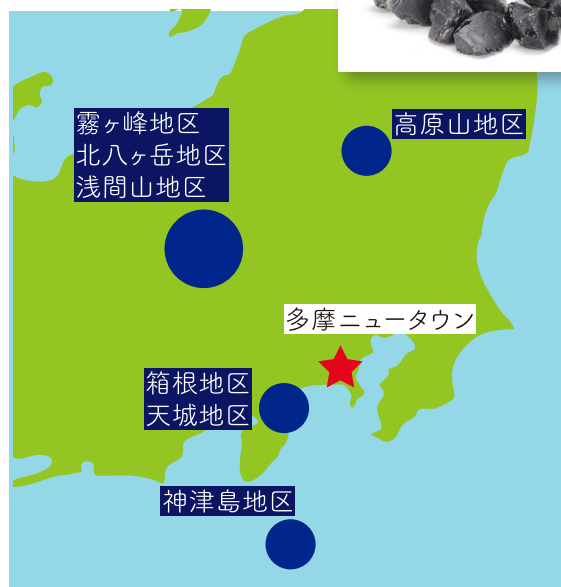 霧ヶ峰地区
北八ヶ岳地区
浅間山地区
高原山地区
多摩ニュータウン
箱根地区
天城地区
神津島地区